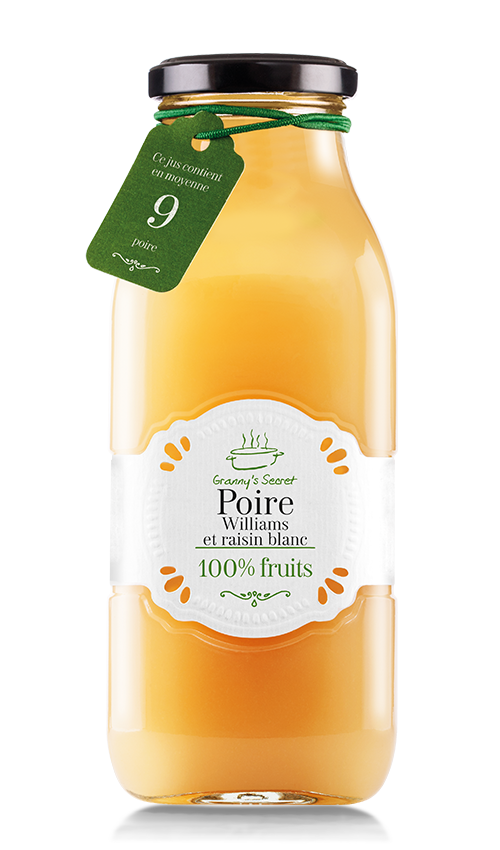 Ce jus contient
en moyenne
9
poire
Granny's Secret
Poire
Williams
et raisin blanc
100% fruits